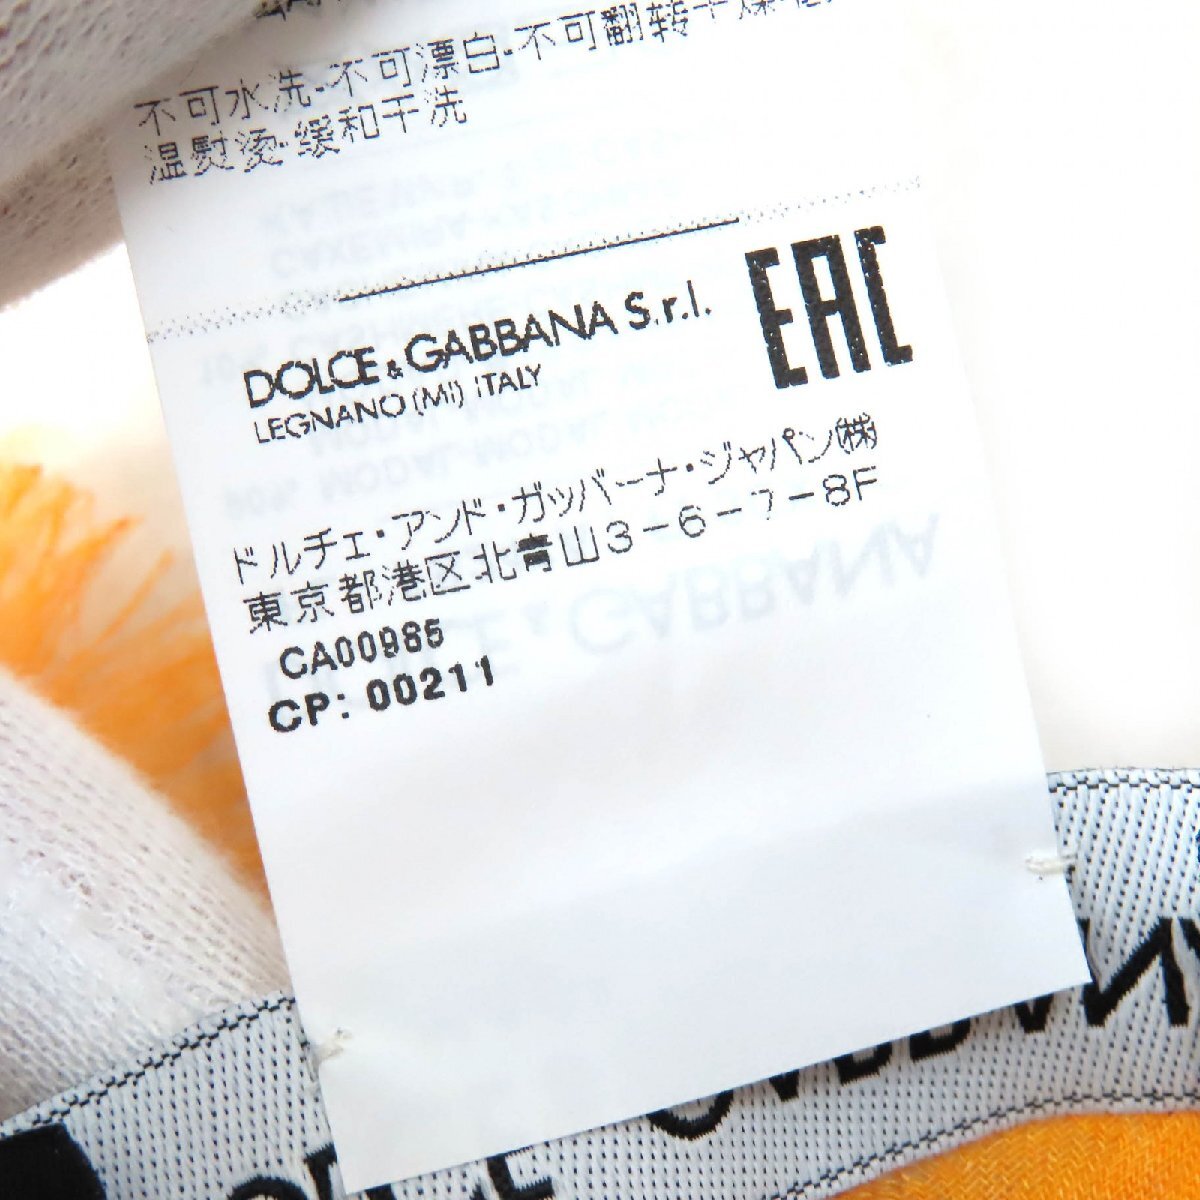 不可水洗-不可漂白-不可翻转干燥
温熨烫-缓和干洗
DOLCE & GABBANA S.r.l.
LEGNANO (MI) ITALY
EAC
ドルチェ・アンド・ガッバーナ・ジャパン㈱
東京都港区北青山3-6-7-8F
CA00985
CP: 00211